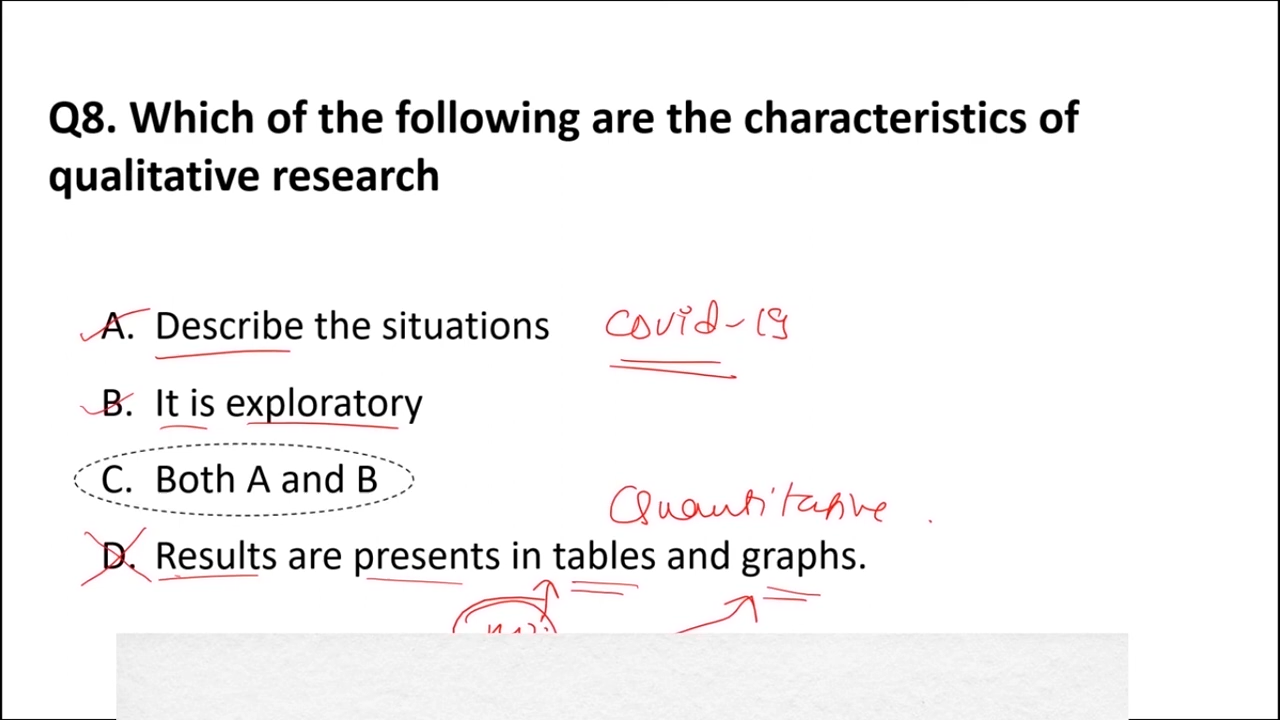 Q8. Which of the following are the characteristics of
qualitative research
A. Describe the situations covid-19
B. It is exploratory
C. Both A and B
Quantitative .
D. Results are presents in tables and graphs.